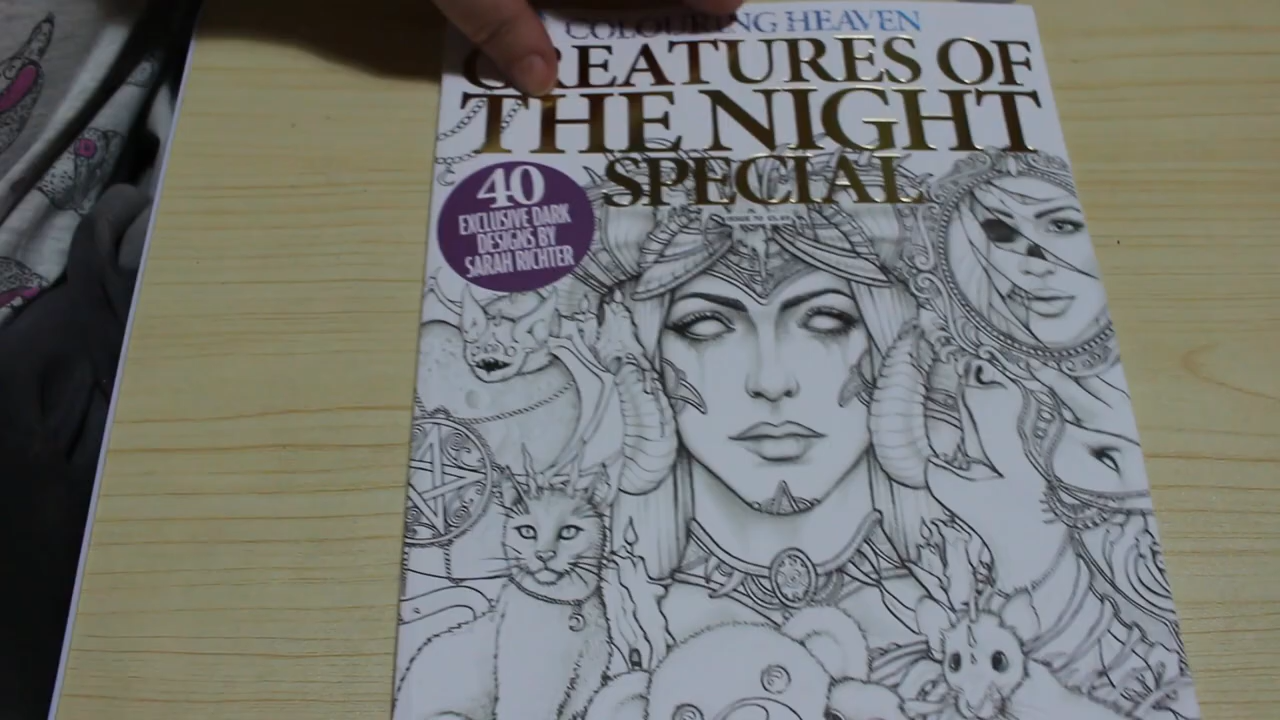 COLOURING HEAVEN
CREATURES OF
THE NIGHT
SPECIAL
40
EXCLUSIVE DARK
DESIGNS BY
SARAH RICHTER